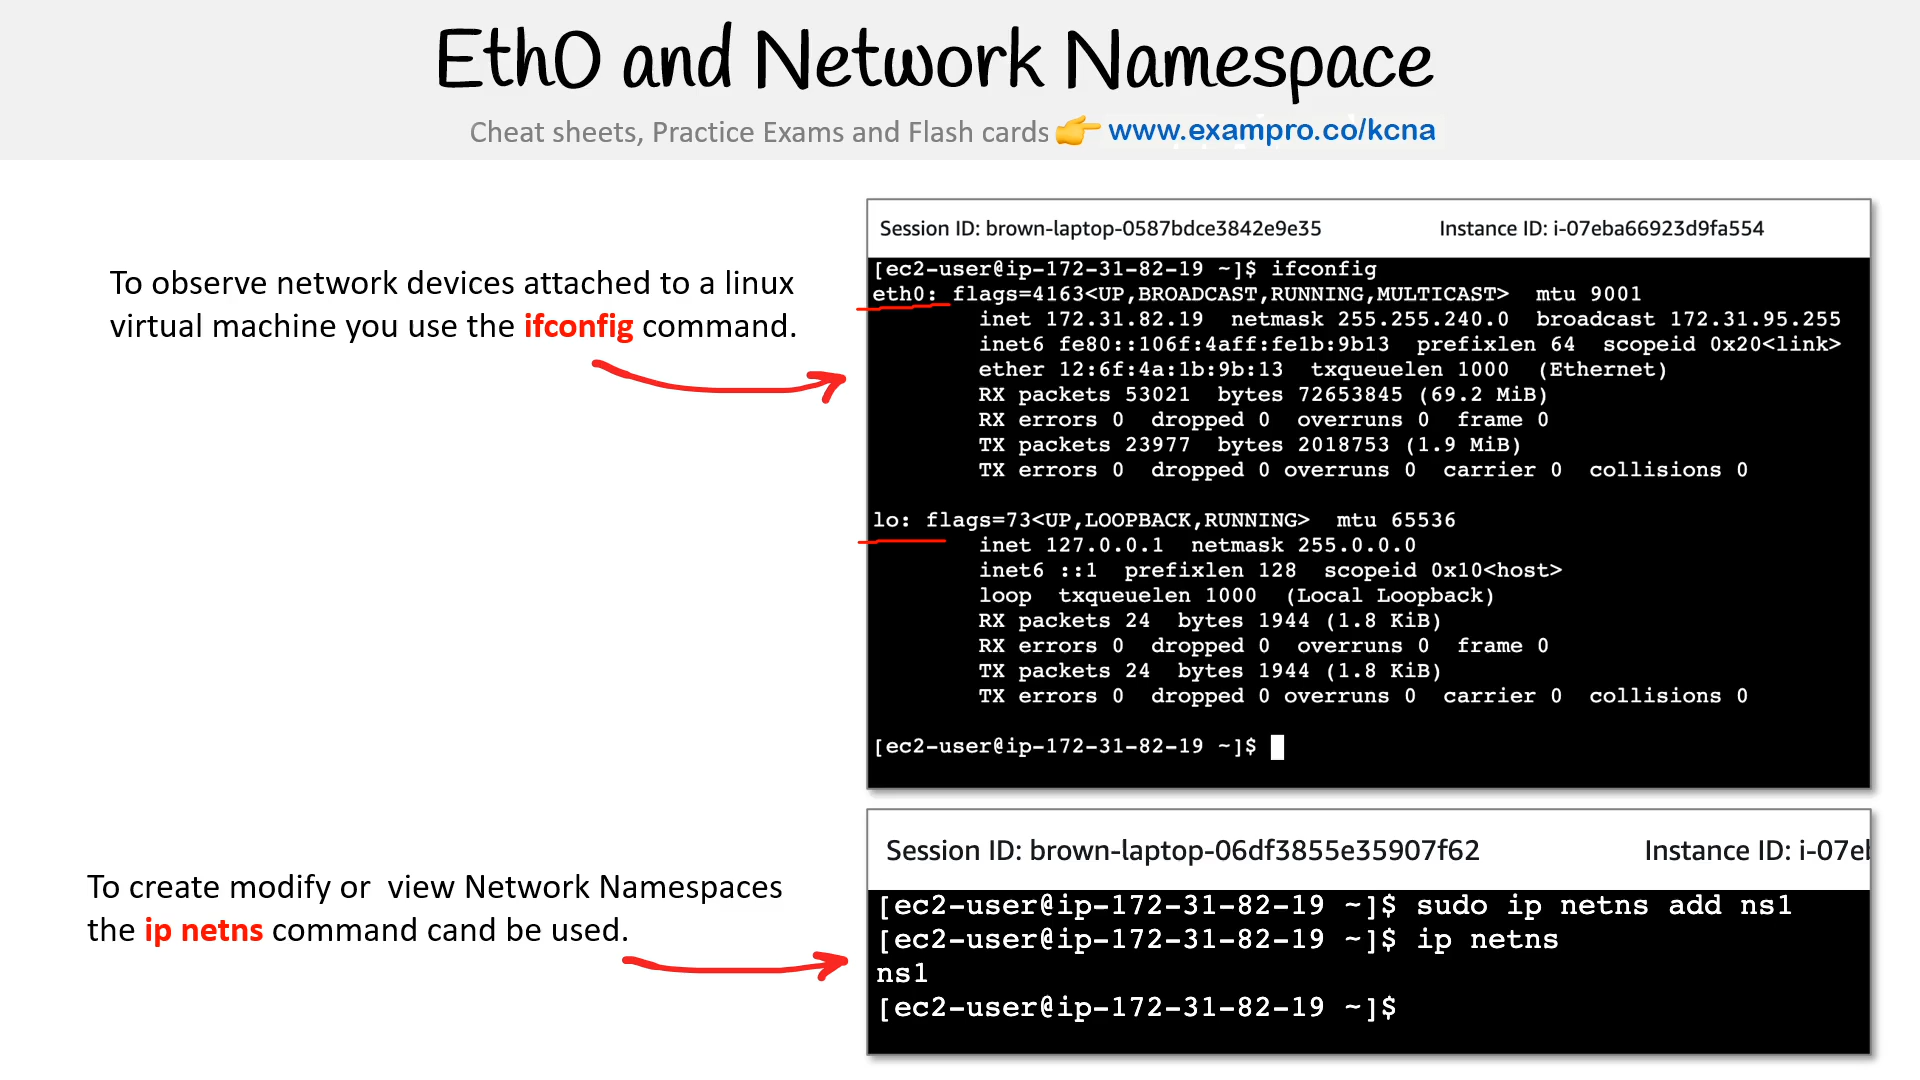 Eth0 and Network Namespace
Cheat sheets, Practice Exams and Flash cards 👉 www.exampro.co/kcna
To observe network devices attached to a linux
virtual machine you use the ifconfig command.
Session ID: brown-laptop-0587bdce3842e9e35 Instance ID: i-07eba66923d9fa554
[ec2-user@ip-172-31-82-19 ~]$ ifconfig
eth0: flags=4163<UP,BROADCAST,RUNNING,MULTICAST>  mtu 9001
        inet 172.31.82.19  netmask 255.255.240.0  broadcast 172.31.95.255
        inet6 fe80::106f:4aff:fe1b:9b13  prefixlen 64  scopeid 0x20<link>
        ether 12:6f:4a:1b:9b:13  txqueuelen 1000  (Ethernet)
        RX packets 53021  bytes 72653845 (69.2 MiB)
        RX errors 0  dropped 0  overruns 0  frame 0
        TX packets 23977  bytes 2018753 (1.9 MiB)
        TX errors 0  dropped 0 overruns 0  carrier 0  collisions 0
lo: flags=73<UP,LOOPBACK,RUNNING>  mtu 65536
        inet 127.0.0.1  netmask 255.0.0.0
        inet6 ::1  prefixlen 128  scopeid 0x10<host>
        loop  txqueuelen 1000  (Local Loopback)
        RX packets 24  bytes 1944 (1.8 KiB)
        RX errors 0  dropped 0  overruns 0  frame 0
        TX packets 24  bytes 1944 (1.8 KiB)
        TX errors 0  dropped 0 overruns 0  carrier 0  collisions 0
[ec2-user@ip-172-31-82-19 ~]$
To create modify or  view Network Namespaces
the ip netns command cand be used.
Session ID: brown-laptop-06df3855e35907f62 Instance ID: i-07eb
[ec2-user@ip-172-31-82-19 ~]$ sudo ip netns add ns1
[ec2-user@ip-172-31-82-19 ~]$ ip netns
ns1
[ec2-user@ip-172-31-82-19 ~]$